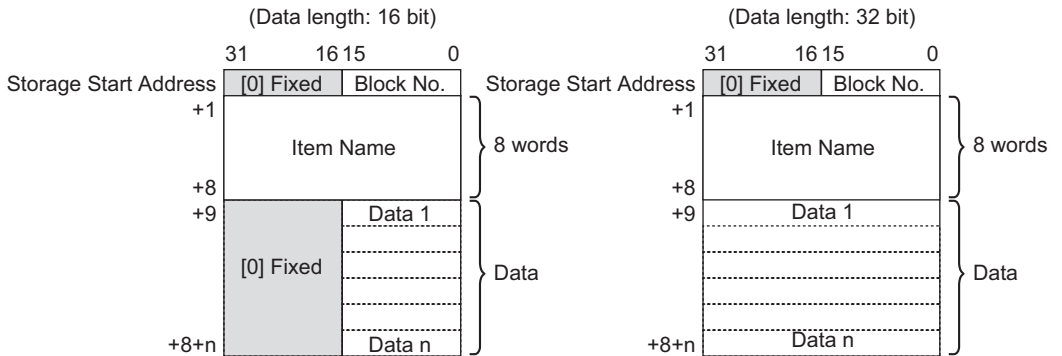 (Data length: 16 bit)
31 16 15 0
Storage Start Address [0] Fixed Block No.
+1
Item Name 8 words
+8
+9 Data 1
[0] Fixed Data
+8+n Data n
(Data length: 32 bit)
31 16 15 0
Storage Start Address [0] Fixed Block No.
+1
Item Name 8 words
+8
+9 Data 1
Data
+8+n Data n